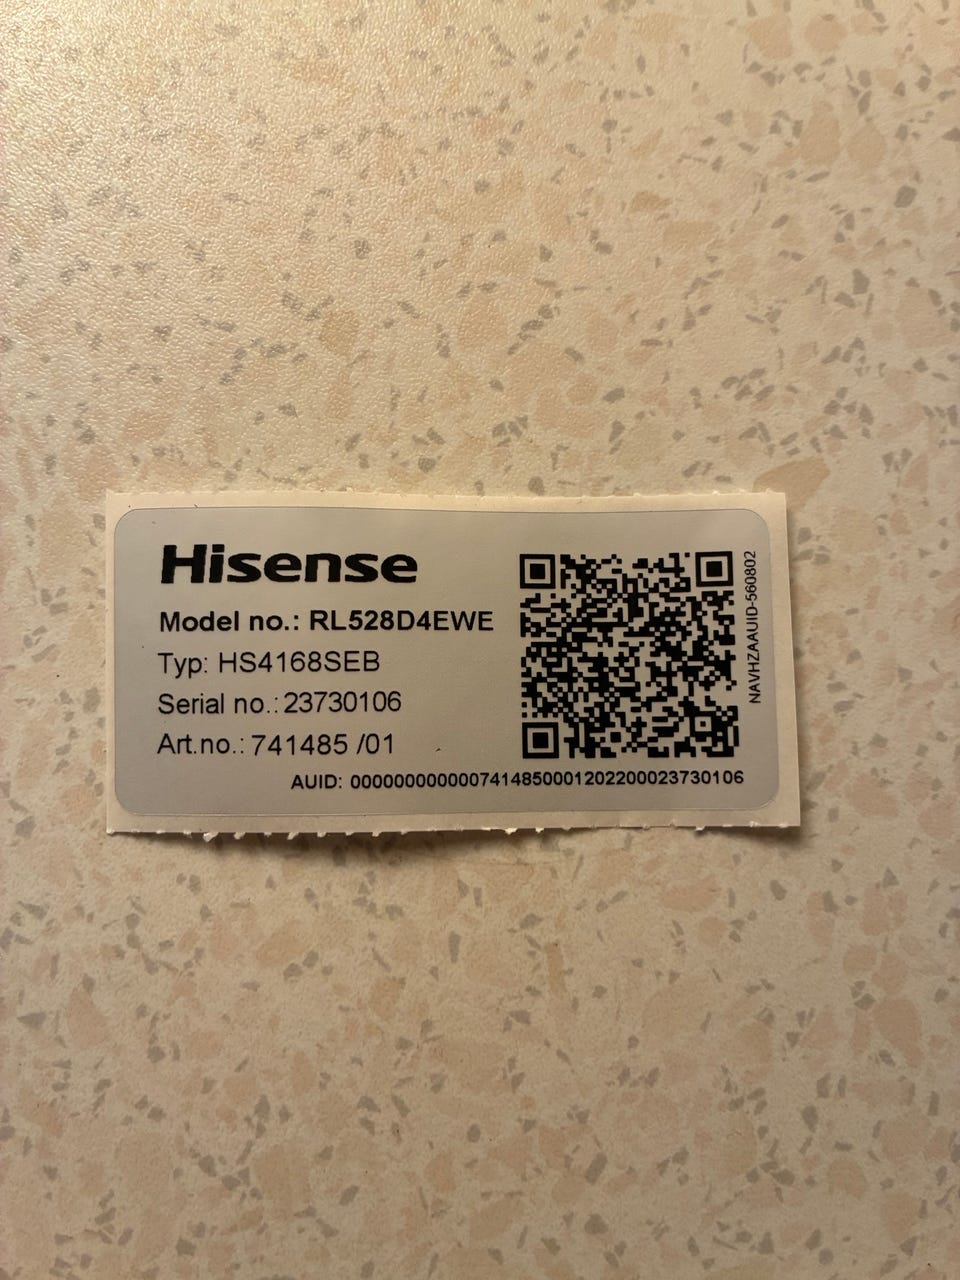 Hisense
Model no.: RL528D4EWE
Typ: HS4168SEB
Serial no.: 23730106
Art.no.: 741485 /01
AUID: 0000000000007414850001202200023730106
NAVHZAAUID-560802